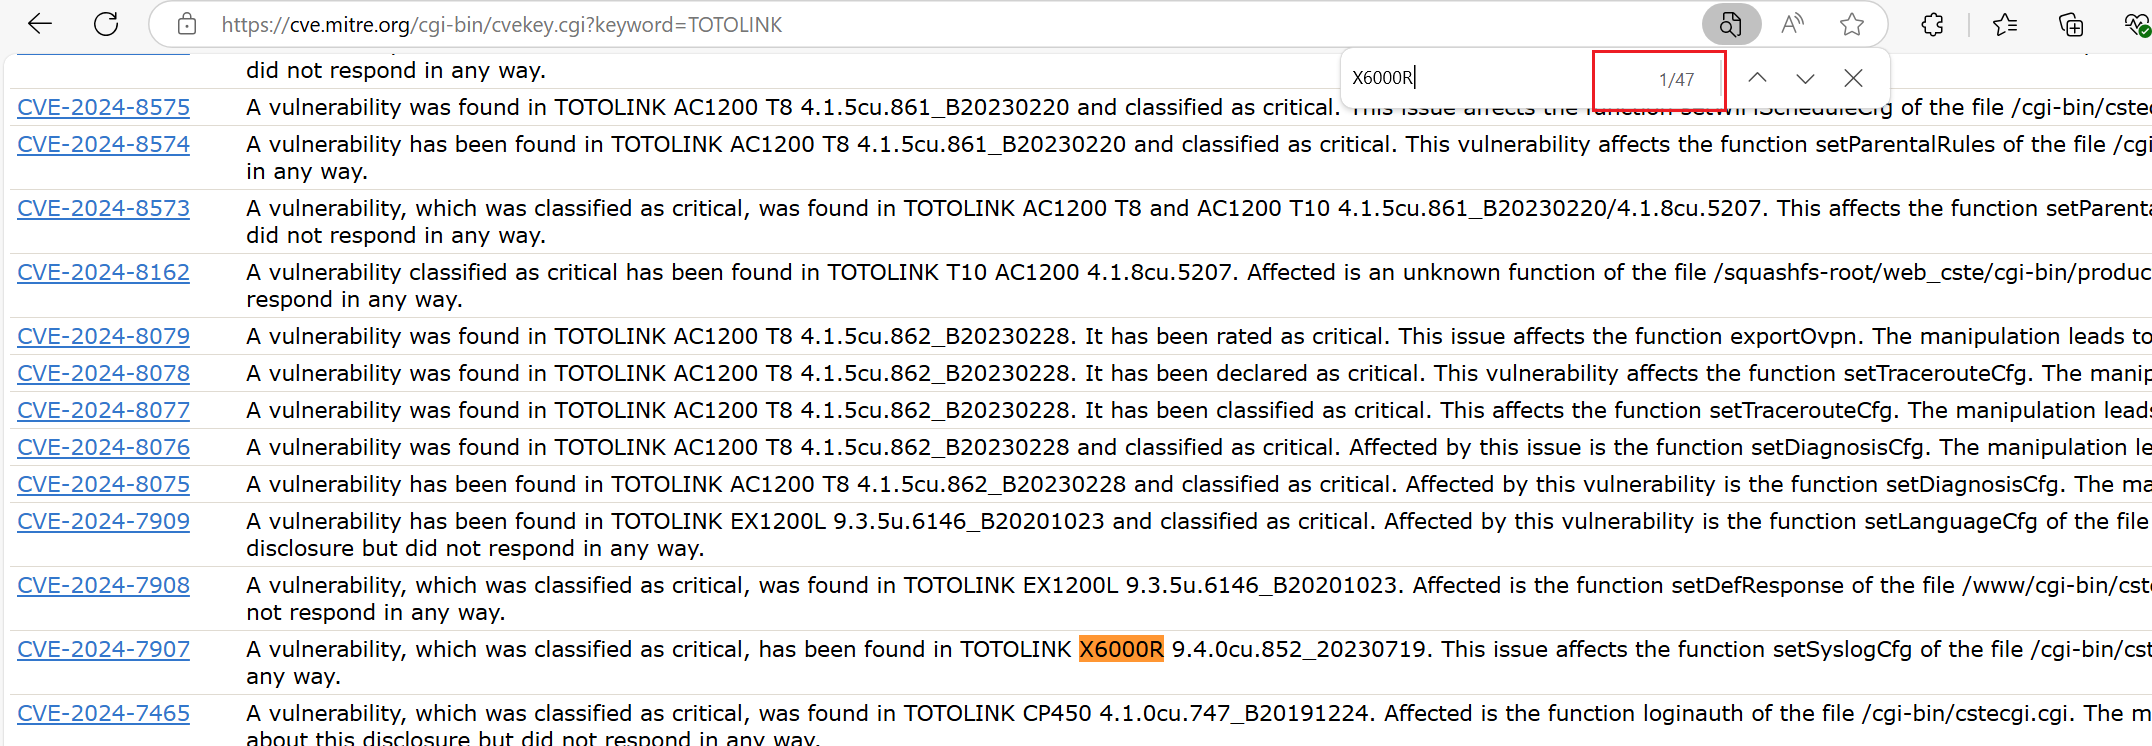 https://cve.mitre.org/cgi-bin/cvekey.cgi?keyword=TOTOLINK
X6000R 1/47
did not respond in any way.
CVE-2024-8575 A vulnerability was found in TOTOLINK AC1200 T8 4.1.5cu.861_B20230220 and classified as critical. This issue affects the function setWiFiScheduleCfg of the file /cgi-bin/cste
CVE-2024-8574 A vulnerability has been found in TOTOLINK AC1200 T8 4.1.5cu.861_B20230220 and classified as critical. This vulnerability affects the function setParentalRules of the file /cgi
in any way.
CVE-2024-8573 A vulnerability, which was classified as critical, was found in TOTOLINK AC1200 T8 and AC1200 T10 4.1.5cu.861_B20230220/4.1.8cu.5207. This affects the function setParenta
did not respond in any way.
CVE-2024-8162 A vulnerability classified as critical has been found in TOTOLINK T10 AC1200 4.1.8cu.5207. Affected is an unknown function of the file /squashfs-root/web_cste/cgi-bin/produc
respond in any way.
CVE-2024-8079 A vulnerability was found in TOTOLINK AC1200 T8 4.1.5cu.862_B20230228. It has been rated as critical. This issue affects the function exportOvpn. The manipulation leads to
CVE-2024-8078 A vulnerability was found in TOTOLINK AC1200 T8 4.1.5cu.862_B20230228. It has been declared as critical. This vulnerability affects the function setTracerouteCfg. The manip
CVE-2024-8077 A vulnerability was found in TOTOLINK AC1200 T8 4.1.5cu.862_B20230228. It has been classified as critical. This affects the function setTracerouteCfg. The manipulation leads
CVE-2024-8076 A vulnerability was found in TOTOLINK AC1200 T8 4.1.5cu.862_B20230228 and classified as critical. Affected by this issue is the function setDiagnosisCfg. The manipulation le
CVE-2024-8075 A vulnerability has been found in TOTOLINK AC1200 T8 4.1.5cu.862_B20230228 and classified as critical. Affected by this vulnerability is the function setDiagnosisCfg. The ma
CVE-2024-7909 A vulnerability has been found in TOTOLINK EX1200L 9.3.5u.6146_B20201023 and classified as critical. Affected by this vulnerability is the function setLanguageCfg of the file
disclosure but did not respond in any way.
CVE-2024-7908 A vulnerability, which was classified as critical, was found in TOTOLINK EX1200L 9.3.5u.6146_B20201023. Affected is the function setDefResponse of the file /www/cgi-bin/cste
not respond in any way.
CVE-2024-7907 A vulnerability, which was classified as critical, has been found in TOTOLINK X6000R 9.4.0cu.852_20230719. This issue affects the function setSyslogCfg of the file /cgi-bin/cst
any way.
CVE-2024-7465 A vulnerability, which was classified as critical, was found in TOTOLINK CP450 4.1.0cu.747_B20191224. Affected is the function loginauth of the file /cgi-bin/cstecgi.cgi. The m
about this disclosure but did not respond in any way.